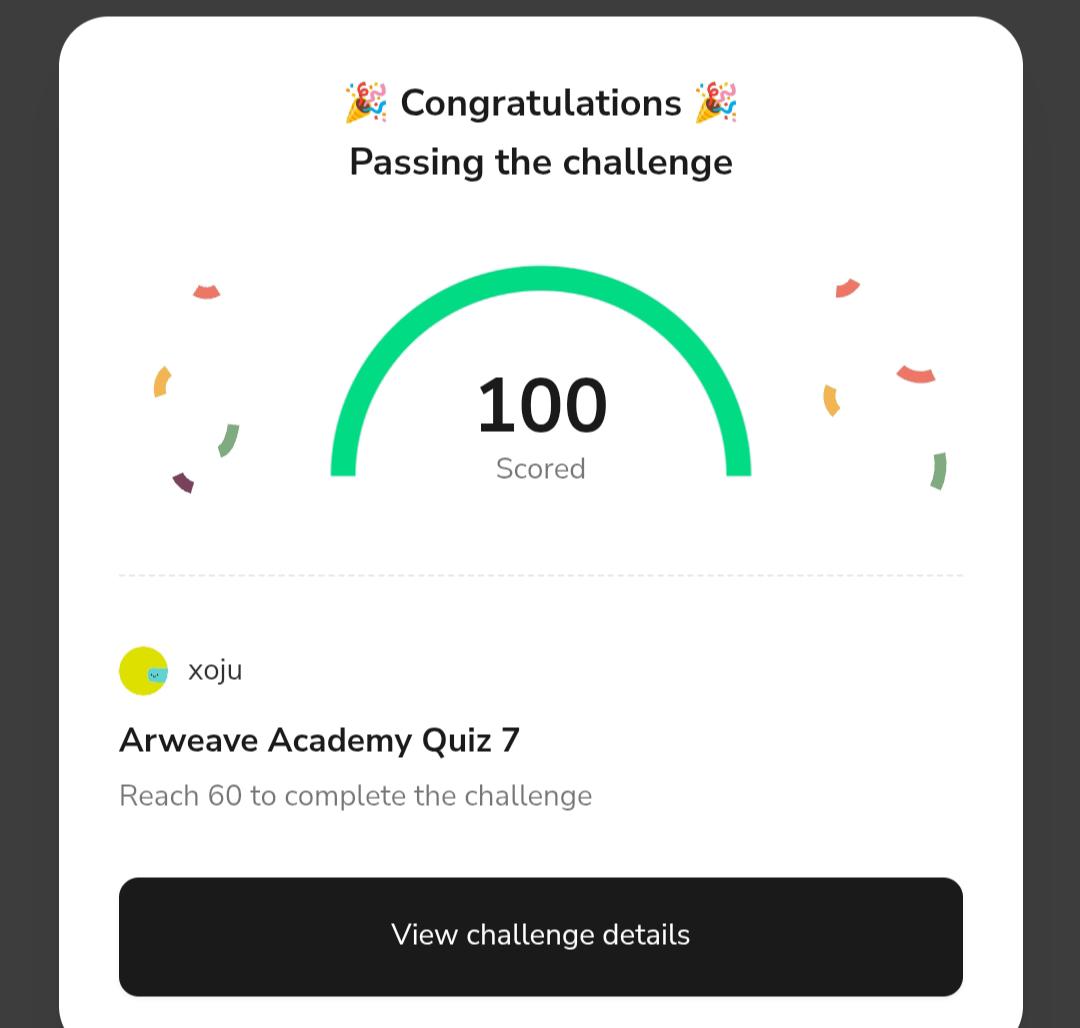 🎉 Congratulations 🎉
Passing the challenge
100
Scored
xoju
Arweave Academy Quiz 7
Reach 60 to complete the challenge
View challenge details